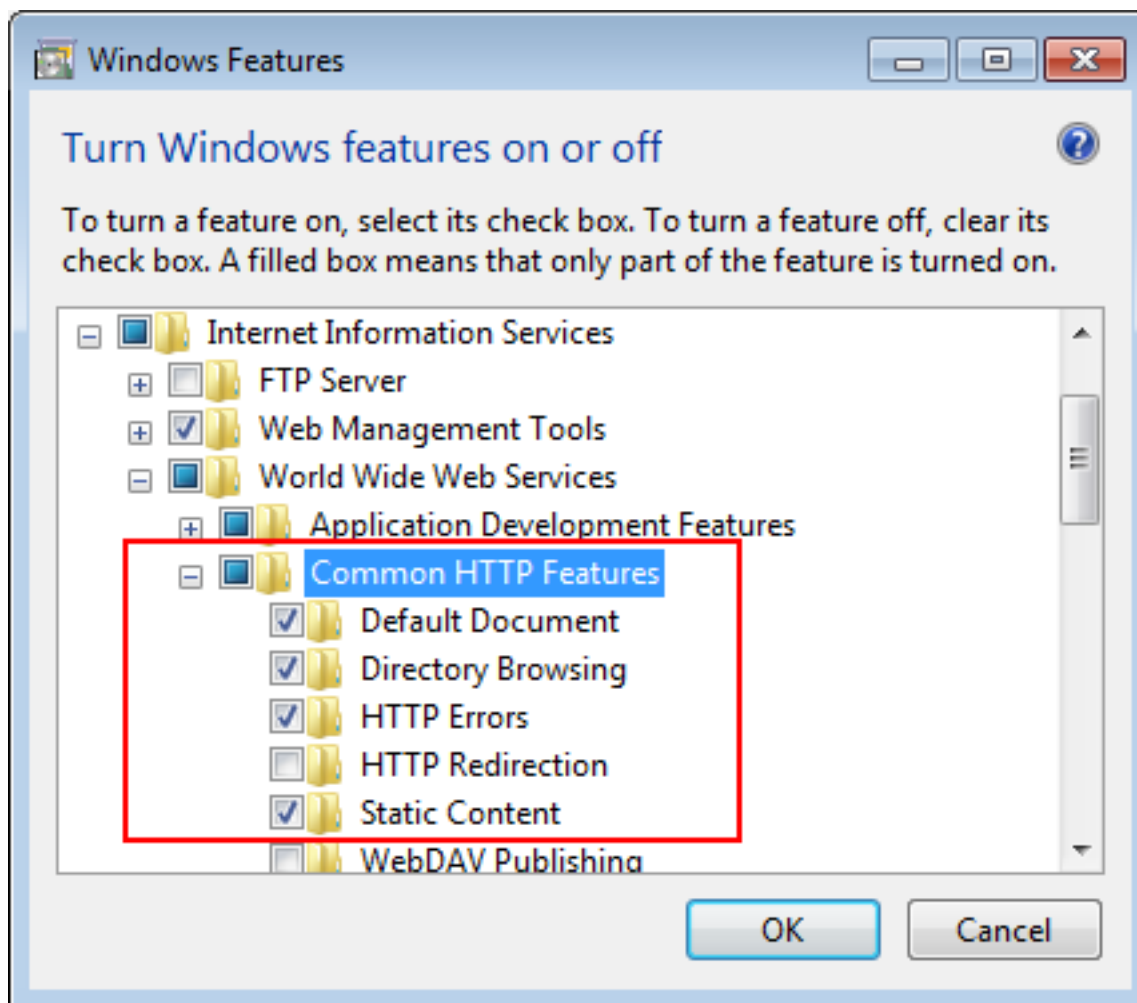 Windows Features
Turn Windows features on or off
To turn a feature on, select its check box. To turn a feature off, clear its
check box. A filled box means that only part of the feature is turned on.
Internet Information Services
FTP Server
Web Management Tools
World Wide Web Services
Application Development Features
Common HTTP Features
Default Document
Directory Browsing
HTTP Errors
HTTP Redirection
Static Content
WebDAV Publishing
OK
Cancel